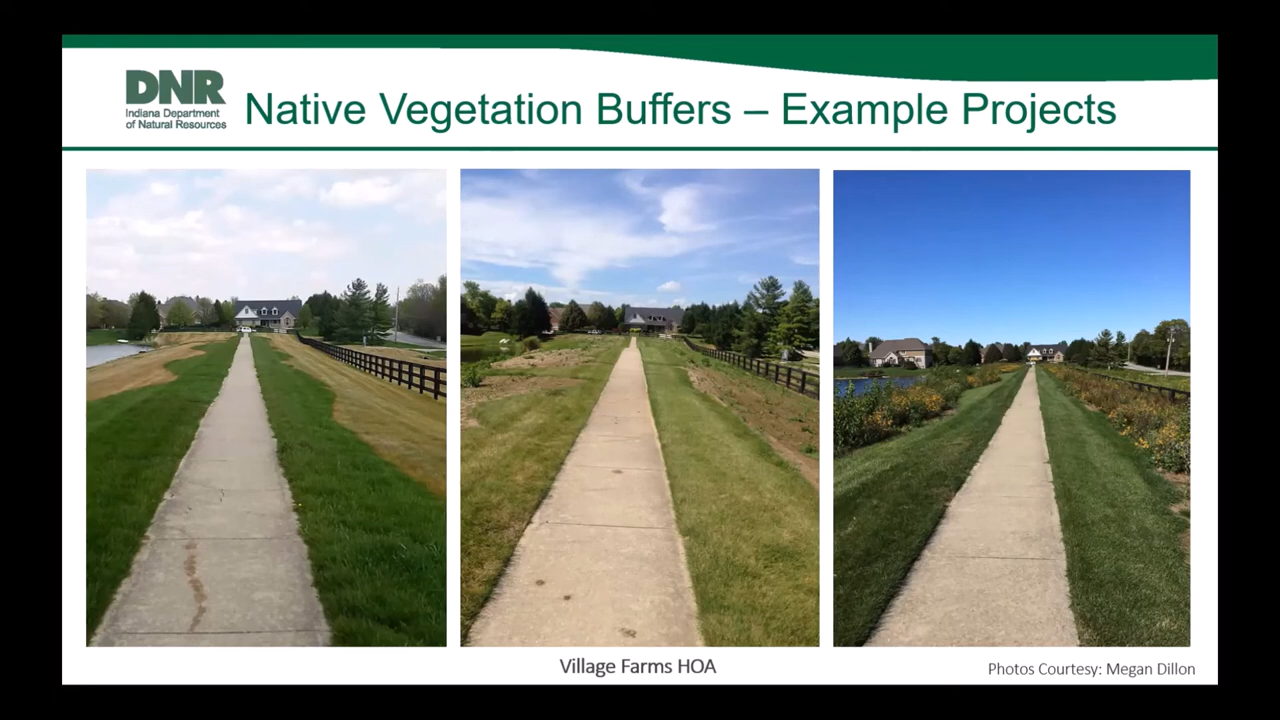 DNR
Indiana Department
of Natural Resources
Native Vegetation Buffers – Example Projects
Village Farms HOA
Photos Courtesy: Megan Dillon